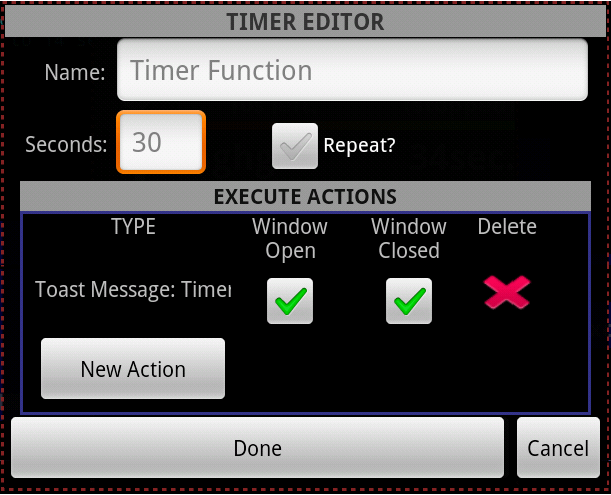 TIMER EDITOR
Name: Timer Function
Seconds: 30 Repeat?
EXECUTE ACTIONS
TYPE Window Open Window Closed Delete
Toast Message: Timer
New Action
Done Cancel